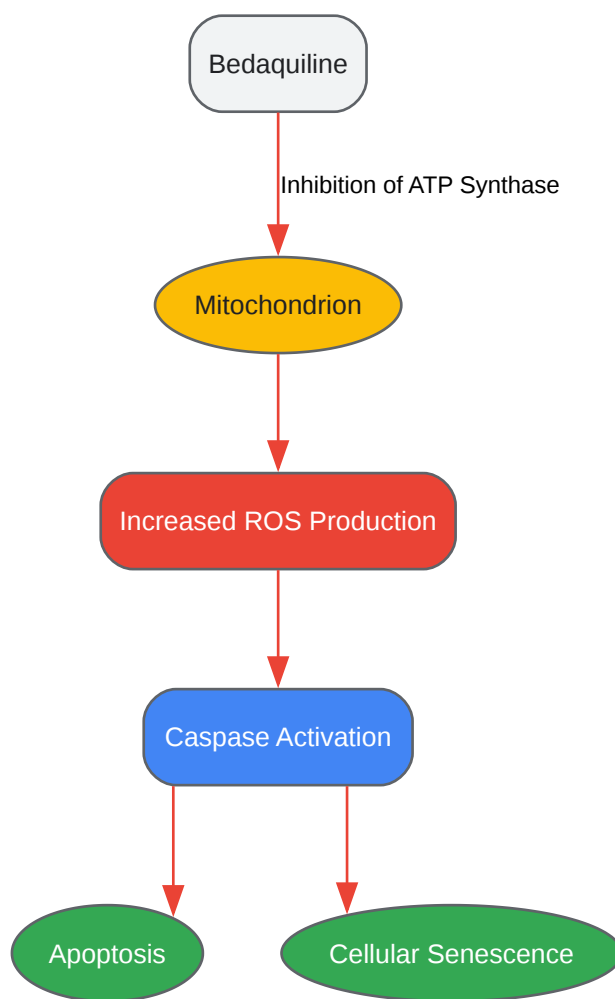 Bedaquiline
Inhibition of ATP Synthase
Mitochondrion
Increased ROS Production
Caspase Activation
Apoptosis
Cellular Senescence